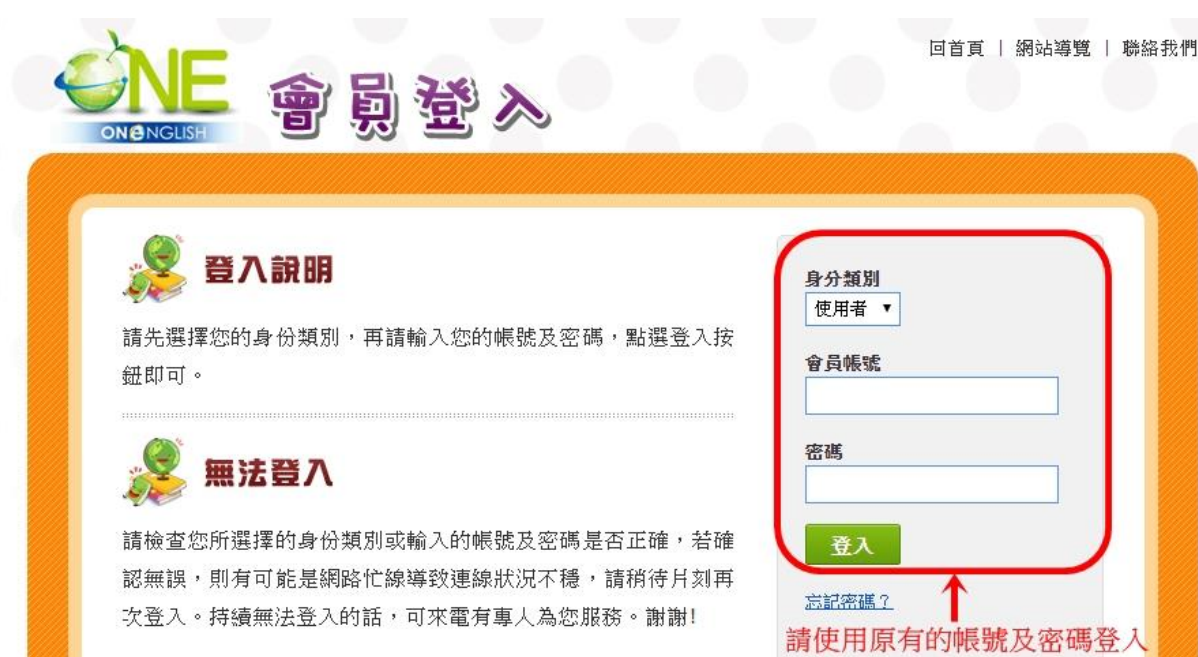 回首頁 | 網站導覽 | 聯絡我們
ONE
ONENGLISH
會員登入
登入說明
請先選擇您的身份類別，再請輸入您的帳號及密碼，點選登入按
鈕即可。
無法登入
請檢查您所選擇的身份類別或輸入的帳號及密碼是否正確，若確
認無誤，則有可能是網路忙線導致連線狀況不穩，請稍待片刻再
次登入。持續無法登入的話，可來電有專人為您服務。謝謝!
身分類別
使用者 ▼
會員帳號
密碼
登入
忘記密碼？
請使用原有的帳號及密碼登入